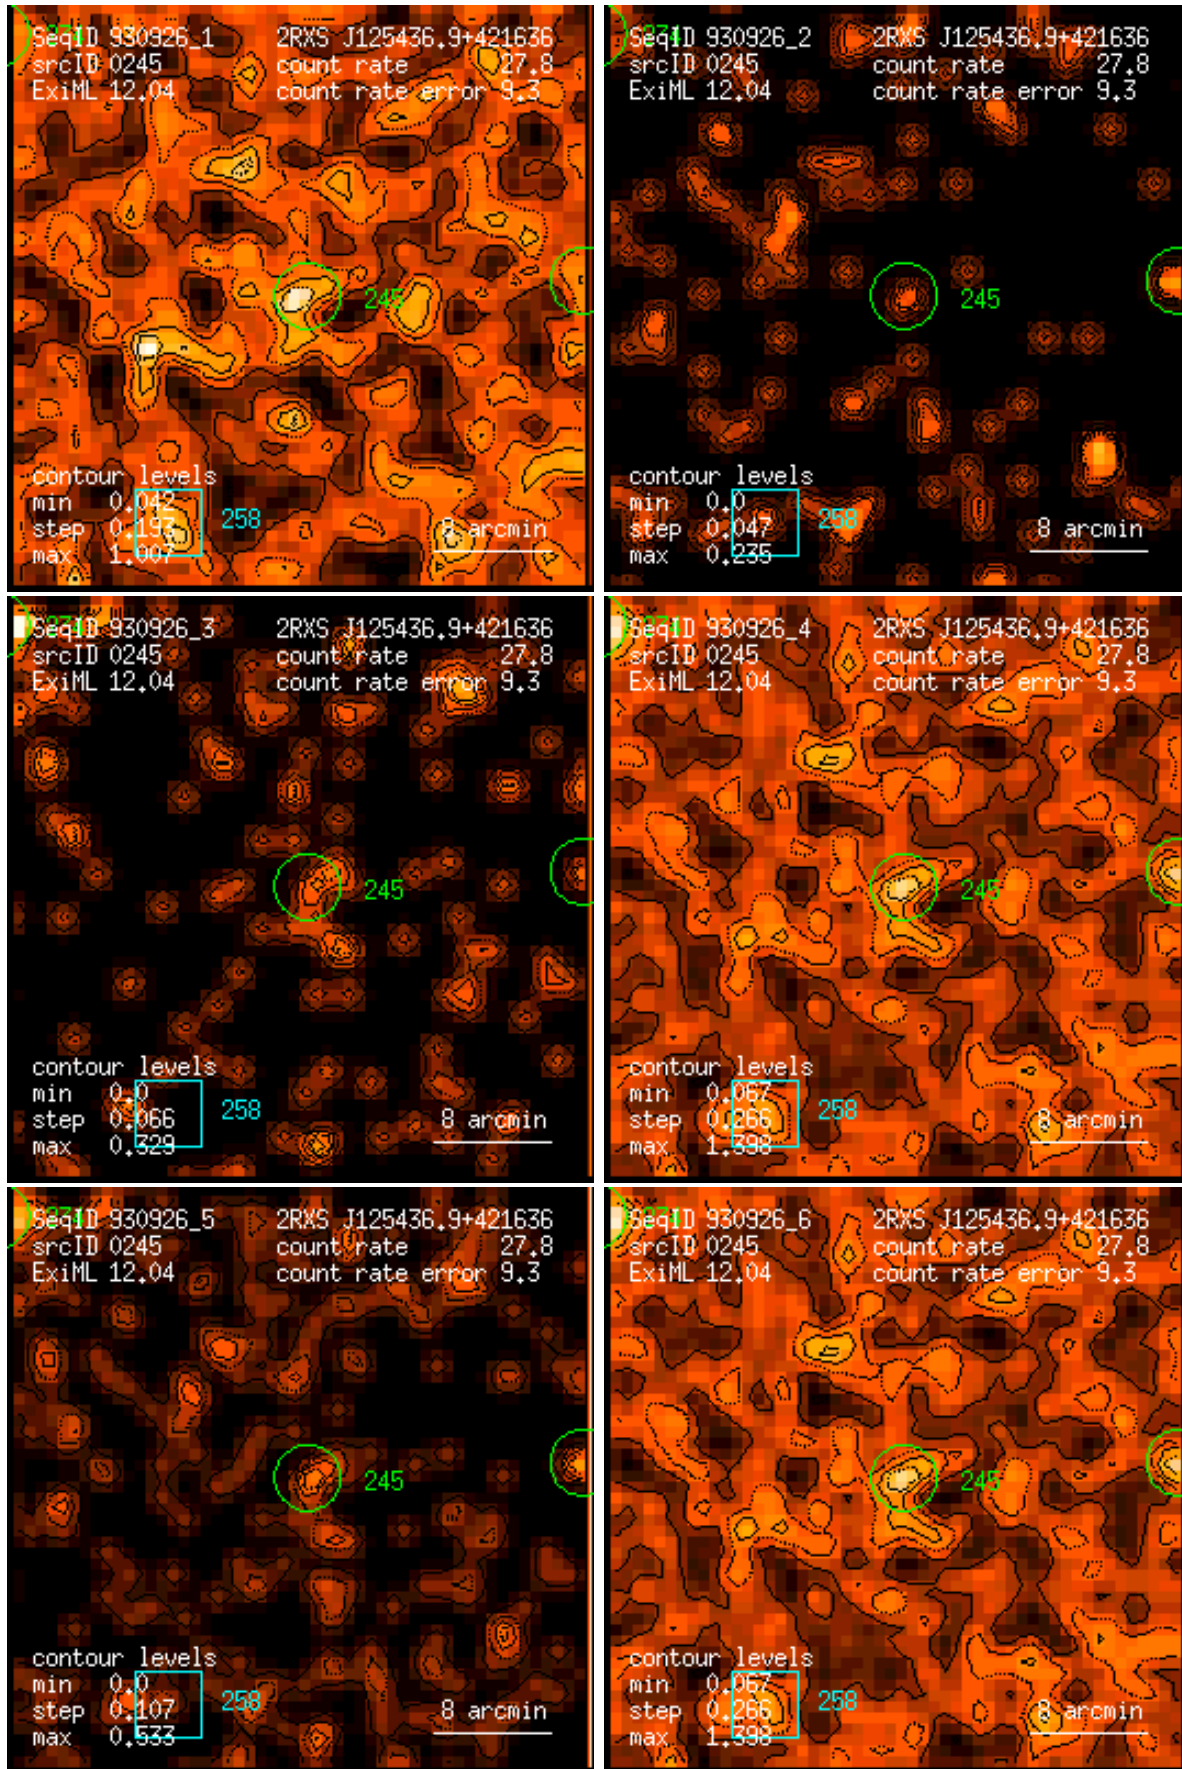 SeqID 930926_1 2RXS J125436.9+421636
srcID 0245 count rate 27.8
ExiML 12.04 count rate error 9.3
245
contour levels
min 0.042
step 0.193
258
8 arcmin
max 1.007
SeqID 930926_2 2RXS J125436.9+421636
srcID 0245 count rate 27.8
ExiML 12.04 count rate error 9.3
245
contour levels
min 0.0
step 0.047
258
8 arcmin
max 0.235
SeqID 930926_3 2RXS J125436.9+421636
srcID 0245 count rate 27.8
ExiML 12.04 count rate error 9.3
245
contour levels
min 0.0
step 0.066
258
8 arcmin
max 0.329
SeqID 930926_4 2RXS J125436.9+421636
srcID 0245 count rate 27.8
ExiML 12.04 count rate error 9.3
245
contour levels
min 0.067
step 0.266
258
8 arcmin
max 1.398
SeqID 930926_5 2RXS J125436.9+421636
srcID 0245 count rate 27.8
ExiML 12.04 count rate error 9.3
245
contour levels
min 0.0
step 0.107
258
8 arcmin
max 0.533
SeqID 930926_6 2RXS J125436.9+421636
srcID 0245 count rate 27.8
ExiML 12.04 count rate error 9.3
245
contour levels
min 0.067
step 0.266
258
8 arcmin
max 1.398